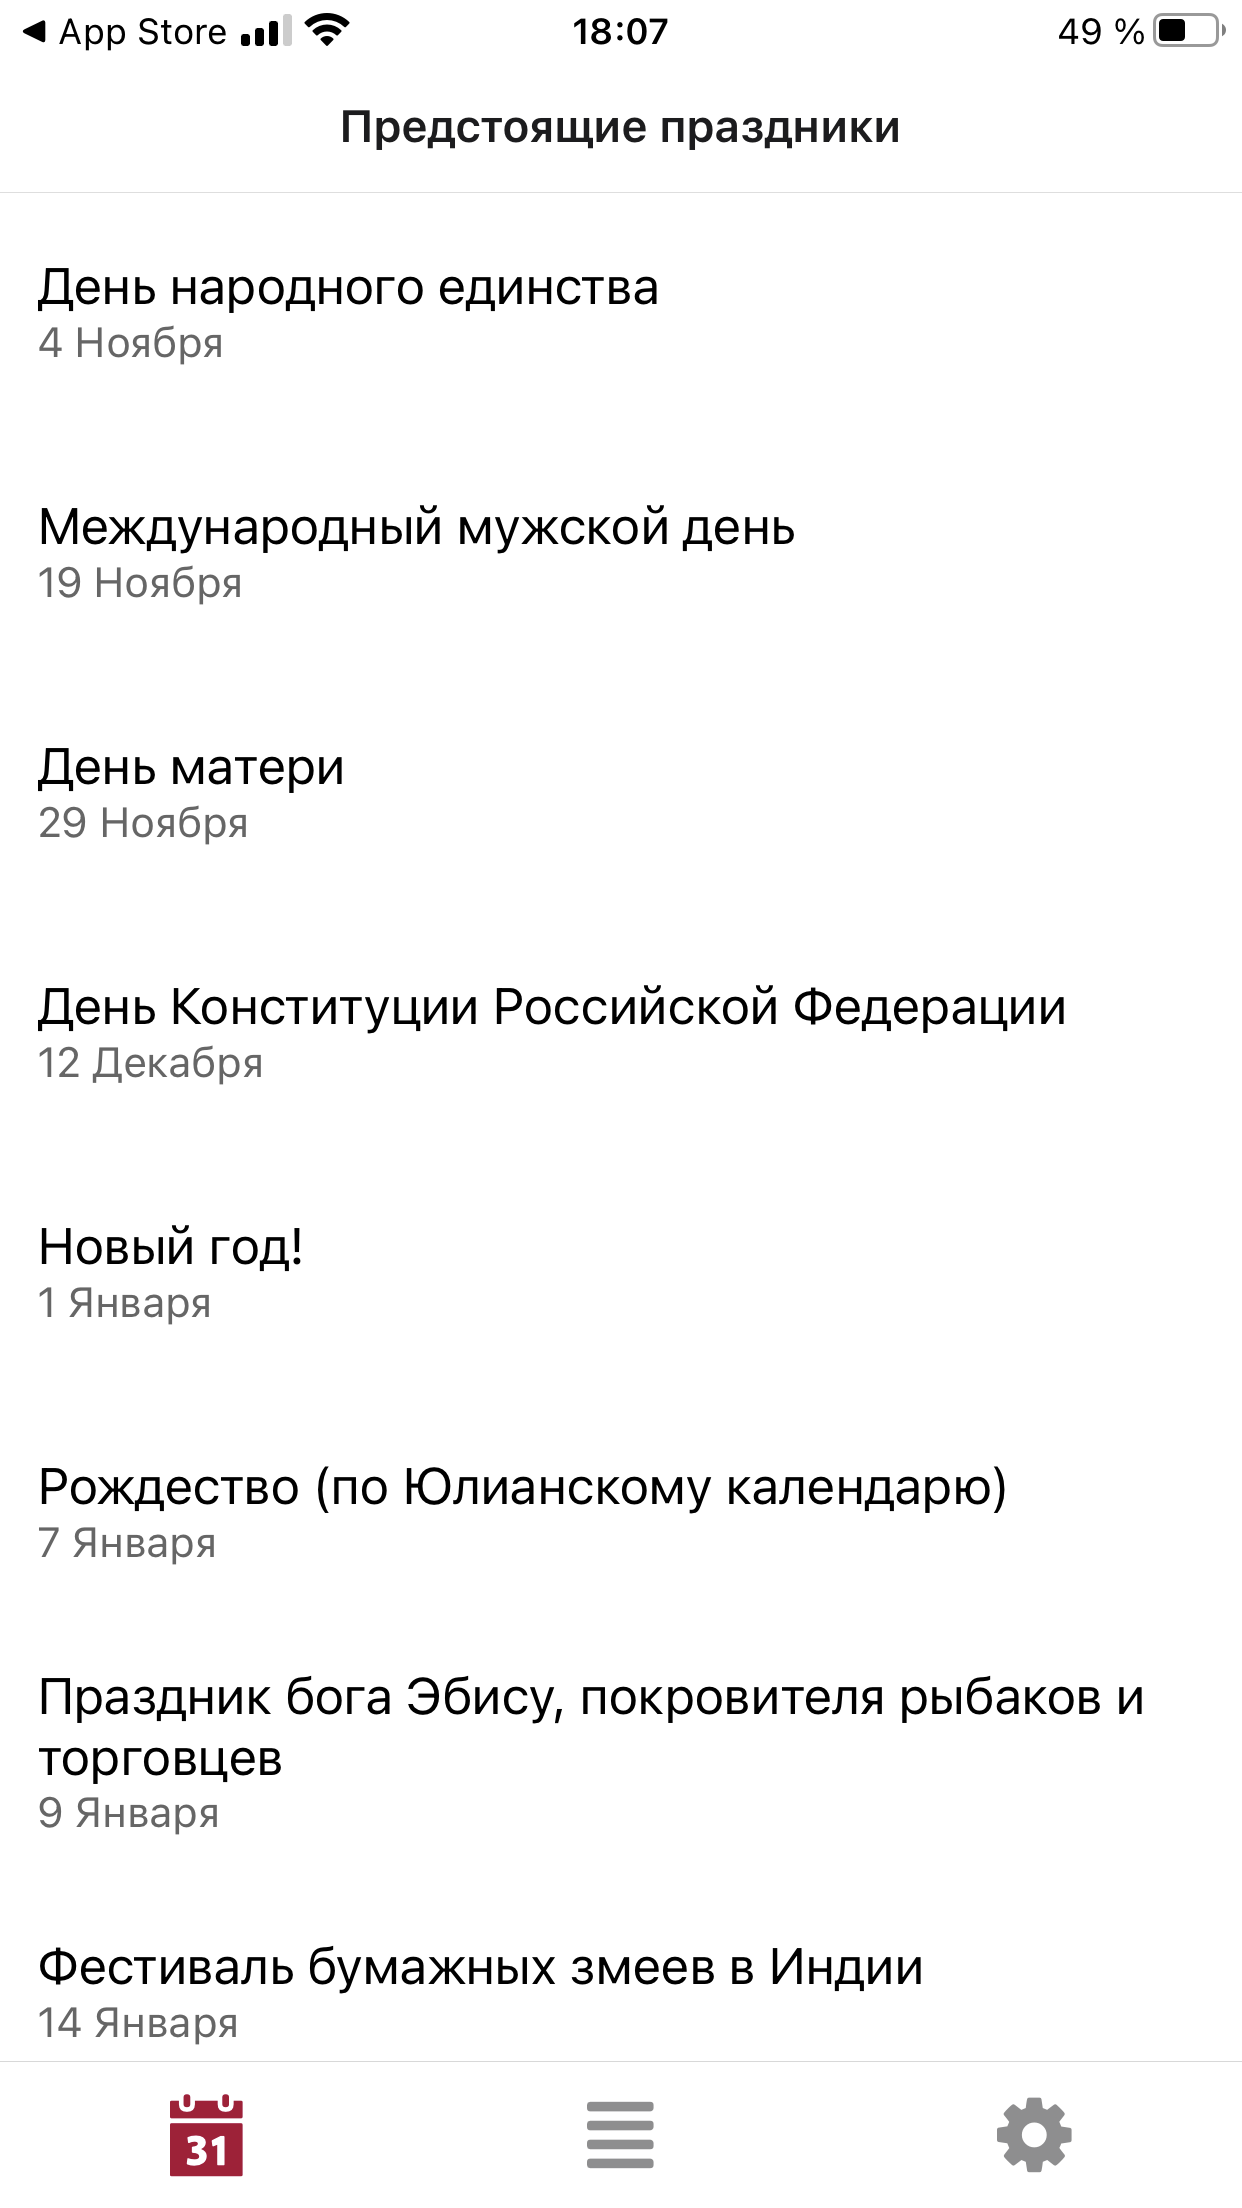 App Store 18:07 49 %
Предстоящие праздники
День народного единства
4 Ноября
Международный мужской день
19 Ноября
День матери
29 Ноября
День Конституции Российской Федерации
12 Декабря
Новый год!
1 Января
Рождество (по Юлианскому календарю)
7 Января
Праздник бога Эбису, покровителя рыбаков и
торговцев
9 Января
Фестиваль бумажных змеев в Индии
14 Января
31